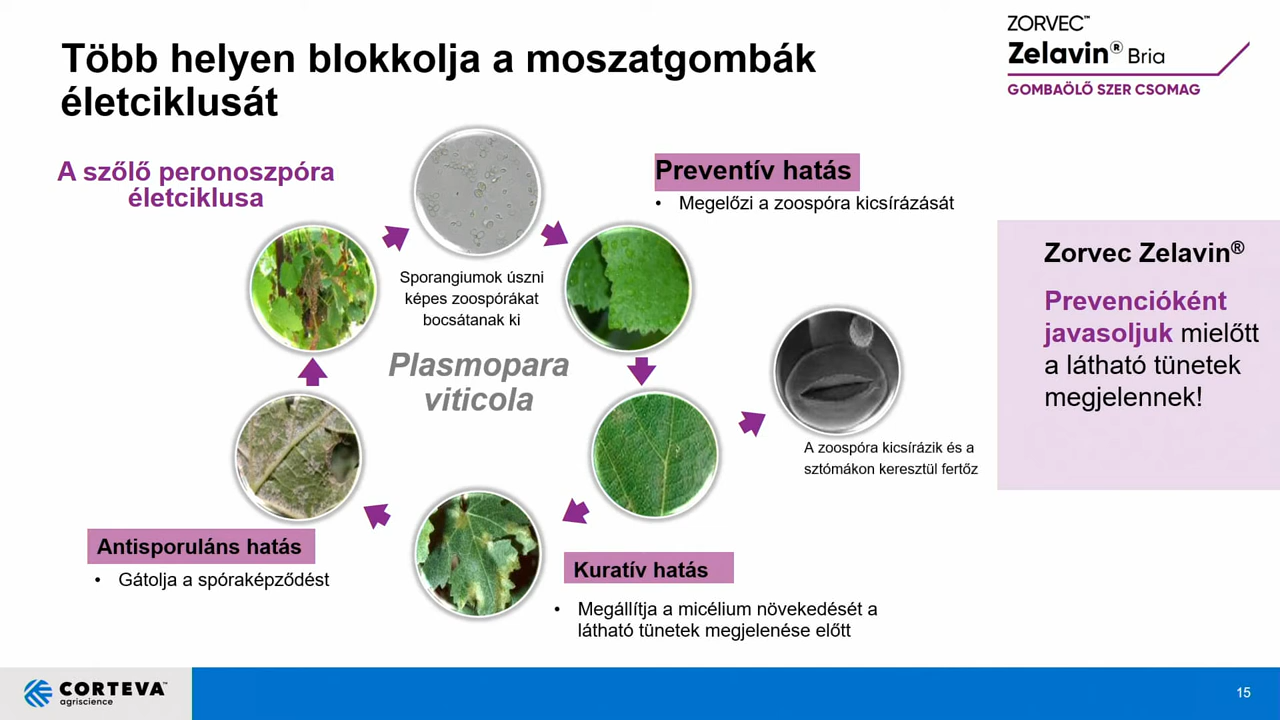 Több helyen blokkolja a moszatgombák
életciklusát
ZORVEC™
Zelavin® Bria
GOMBAÖLŐ SZER CSOMAG
A szőlő peronoszpóra
életciklusa
Preventív hatás
• Megelőzi a zoospóra kicsírázását
Sporangiumok úszni
képes zoospórákat
bocsátanak ki
Plasmopara
viticola
Zorvec Zelavin®
Prevencióként
javasoljuk mielőtt
a látható tünetek
megjelennek!
A zoospóra kicsírázik és a
sztómákon keresztül fertőz
Antisporuláns hatás
• Gátolja a spóraképződést
Kuratív hatás
• Megállítja a micélium növekedését a
látható tünetek megjelenése előtt
CORTEVA™
agriscience
15